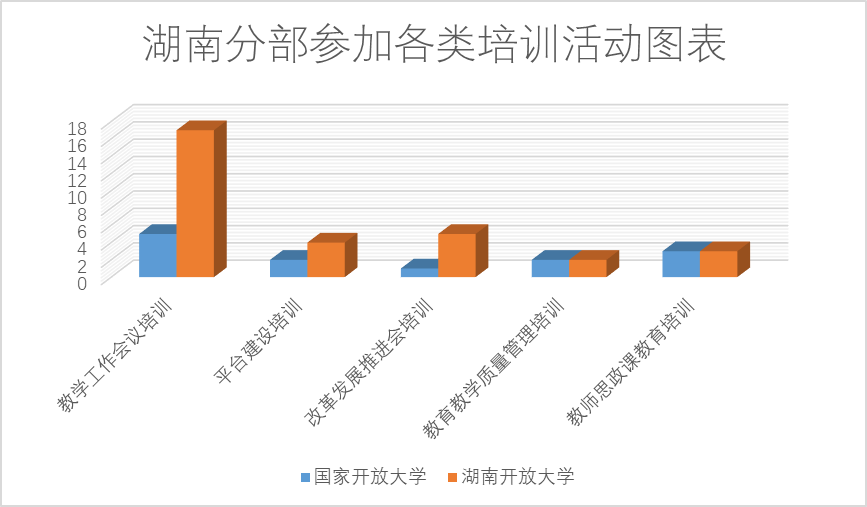 湖南分部参加各类培训活动图表
18
16
14
12
10
8
6
4
2
0
教学工作会议培训
平台建设培训
改革发展推进会培训
教育教学质量管理培训
教师思政课教育培训
国家开放大学
湖南开放大学